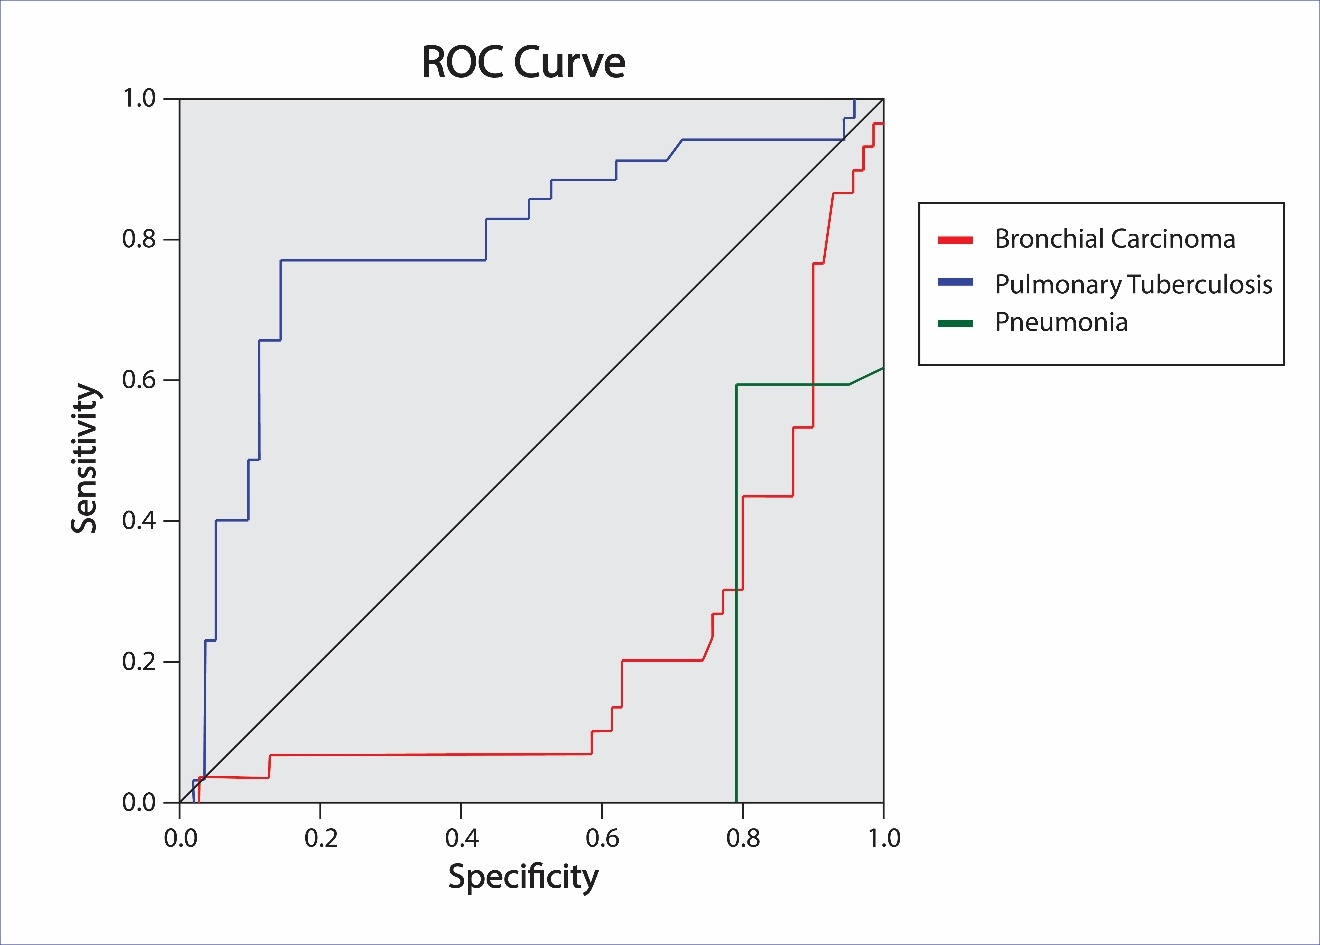 ROC Curve
1.0
0.8
0.6
0.4
0.2
0.0
Sensitivity
0.0 0.2 0.4 0.6 0.8 1.0
Specificity
Bronchial Carcinoma
Pulmonary Tuberculosis
Pneumonia